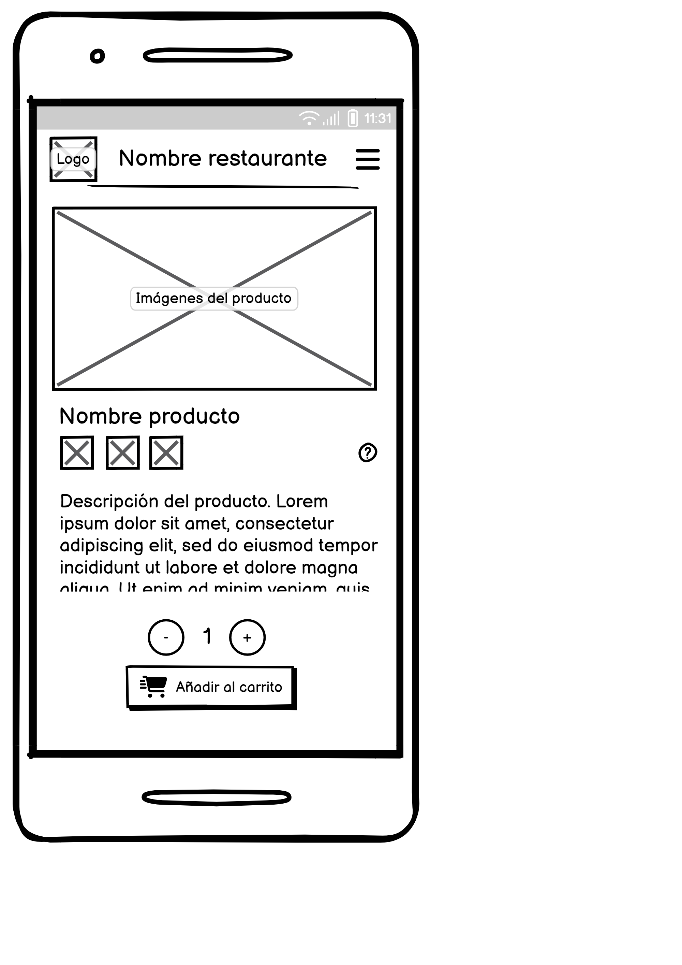 11:31
Logo
Nombre restaurante
Imágenes del producto
Nombre producto
?
Descripción del producto. Lorem
ipsum dolor sit amet, consectetur
adipiscing elit, sed do eiusmod tempor
incididunt ut labore et dolore magna
aliqua. Ut enim ad minim veniam, quis
- 1 +
Añadir al carrito